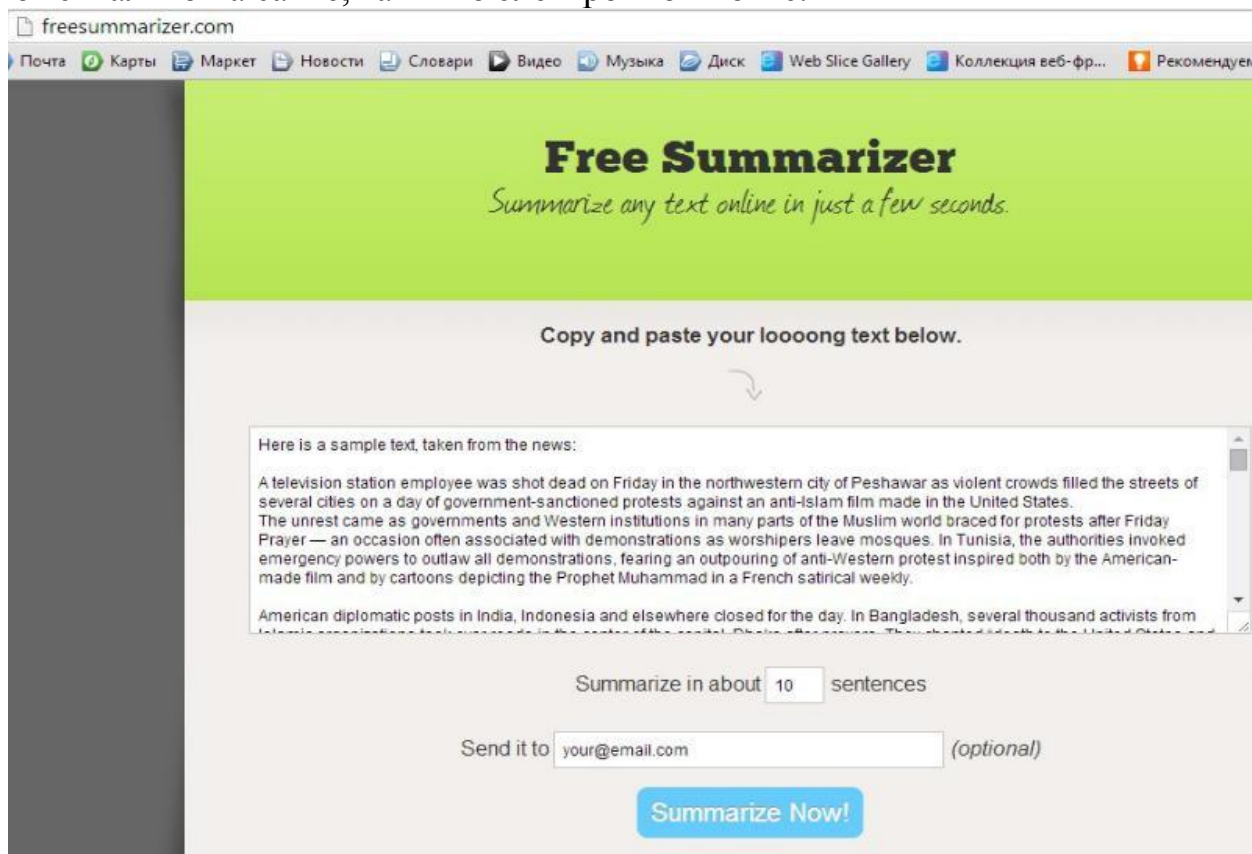 freesummarizer.com
Почта Карты Маркет Новости Словари Видео Музыка Диск Web Slice Gallery Коллекция веб-фр... Рекомендуем
Free Summarizer
Summarize any text online in just a few seconds.
Copy and paste your loooong text below.
Here is a sample text, taken from the news:
A television station employee was shot dead on Friday in the northwestern city of Peshawar as violent crowds filled the streets of
several cities on a day of government-sanctioned protests against an anti-Islam film made in the United States.
The unrest came as governments and Western institutions in many parts of the Muslim world braced for protests after Friday
Prayer — an occasion often associated with demonstrations as worshipers leave mosques. In Tunisia, the authorities invoked
emergency powers to outlaw all demonstrations, fearing an outpouring of anti-Western protest inspired both by the American-
made film and by cartoons depicting the Prophet Muhammad in a French satirical weekly.
American diplomatic posts in India, Indonesia and elsewhere closed for the day. In Bangladesh, several thousand activists from
Summarize in about 10 sentences
Send it to your@email.com (optional)
Summarize Now!